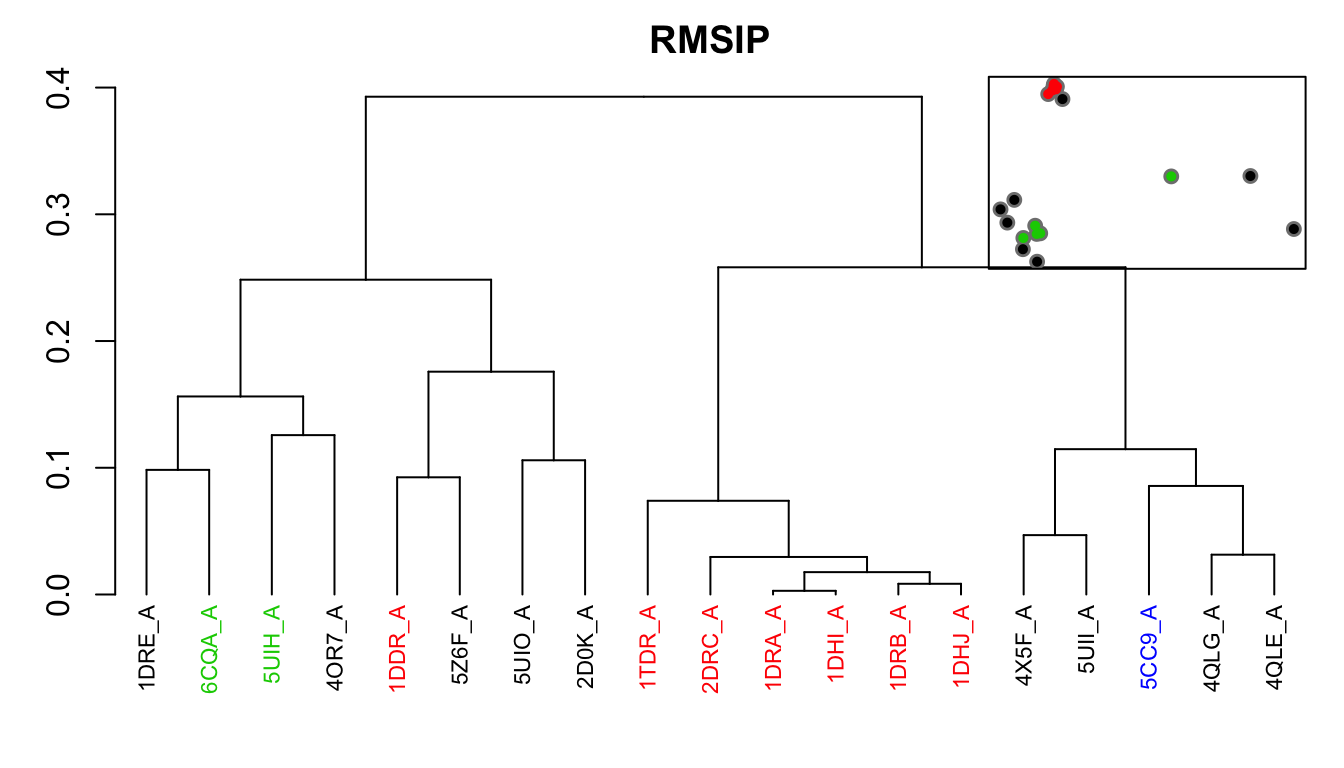 RMSIP
0.4
0.3
0.2
0.1
0.0
1DRE_A
6CQA_A
5UIH_A
4OR7_A
1DDR_A
5Z6F_A
5UIO_A
2D0K_A
1TDR_A
2DRC_A
1DRA_A
1DHI_A
1DRB_A
1DHJ_A
4X5F_A
5UII_A
5CC9_A
4QLG_A
4QLE_A